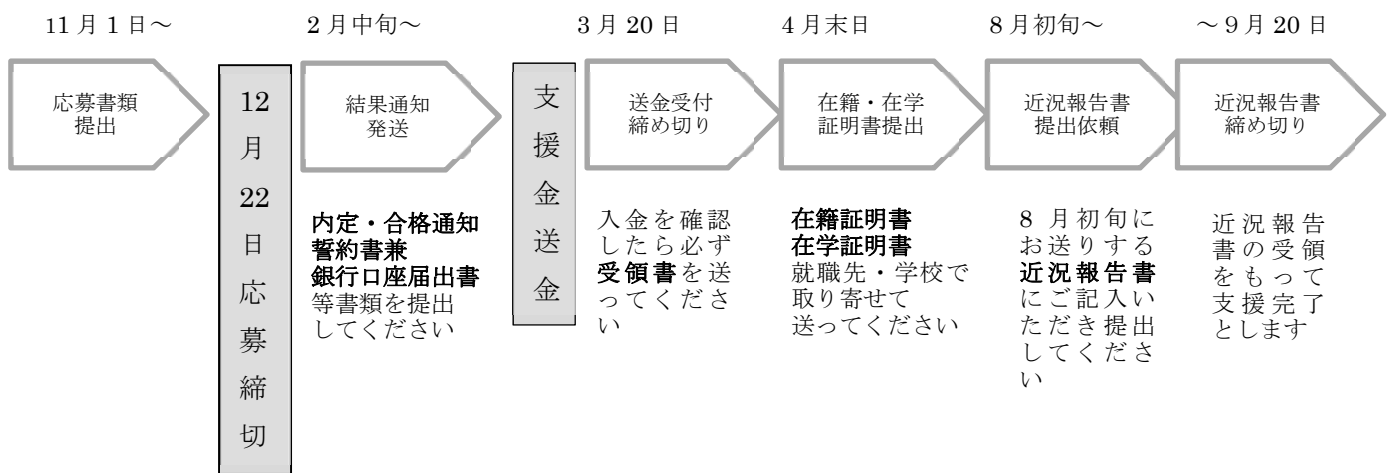 11月1日～
2月中旬～
3月20日
4月末日
8月初旬～
～9月20日
応募書類
提出
12月22日応募締切
結果通知
発送
支援金送金
送金受付
締め切り
在籍・在学
証明書提出
近況報告書
提出依頼
近況報告書
締め切り
内定・合格通知
誓約書兼
銀行口座届出書
等書類を提出
してください
入金を確認
したら必ず
受領書を送
ってくださ
い
在籍証明書
在学証明書
就職先・学校で
取り寄せて
送ってください
8 月初旬に
お送りする
近況報告書
にご記入い
ただき提出
してくださ
い
近況報告
書の受領
をもって
支援完了
とします